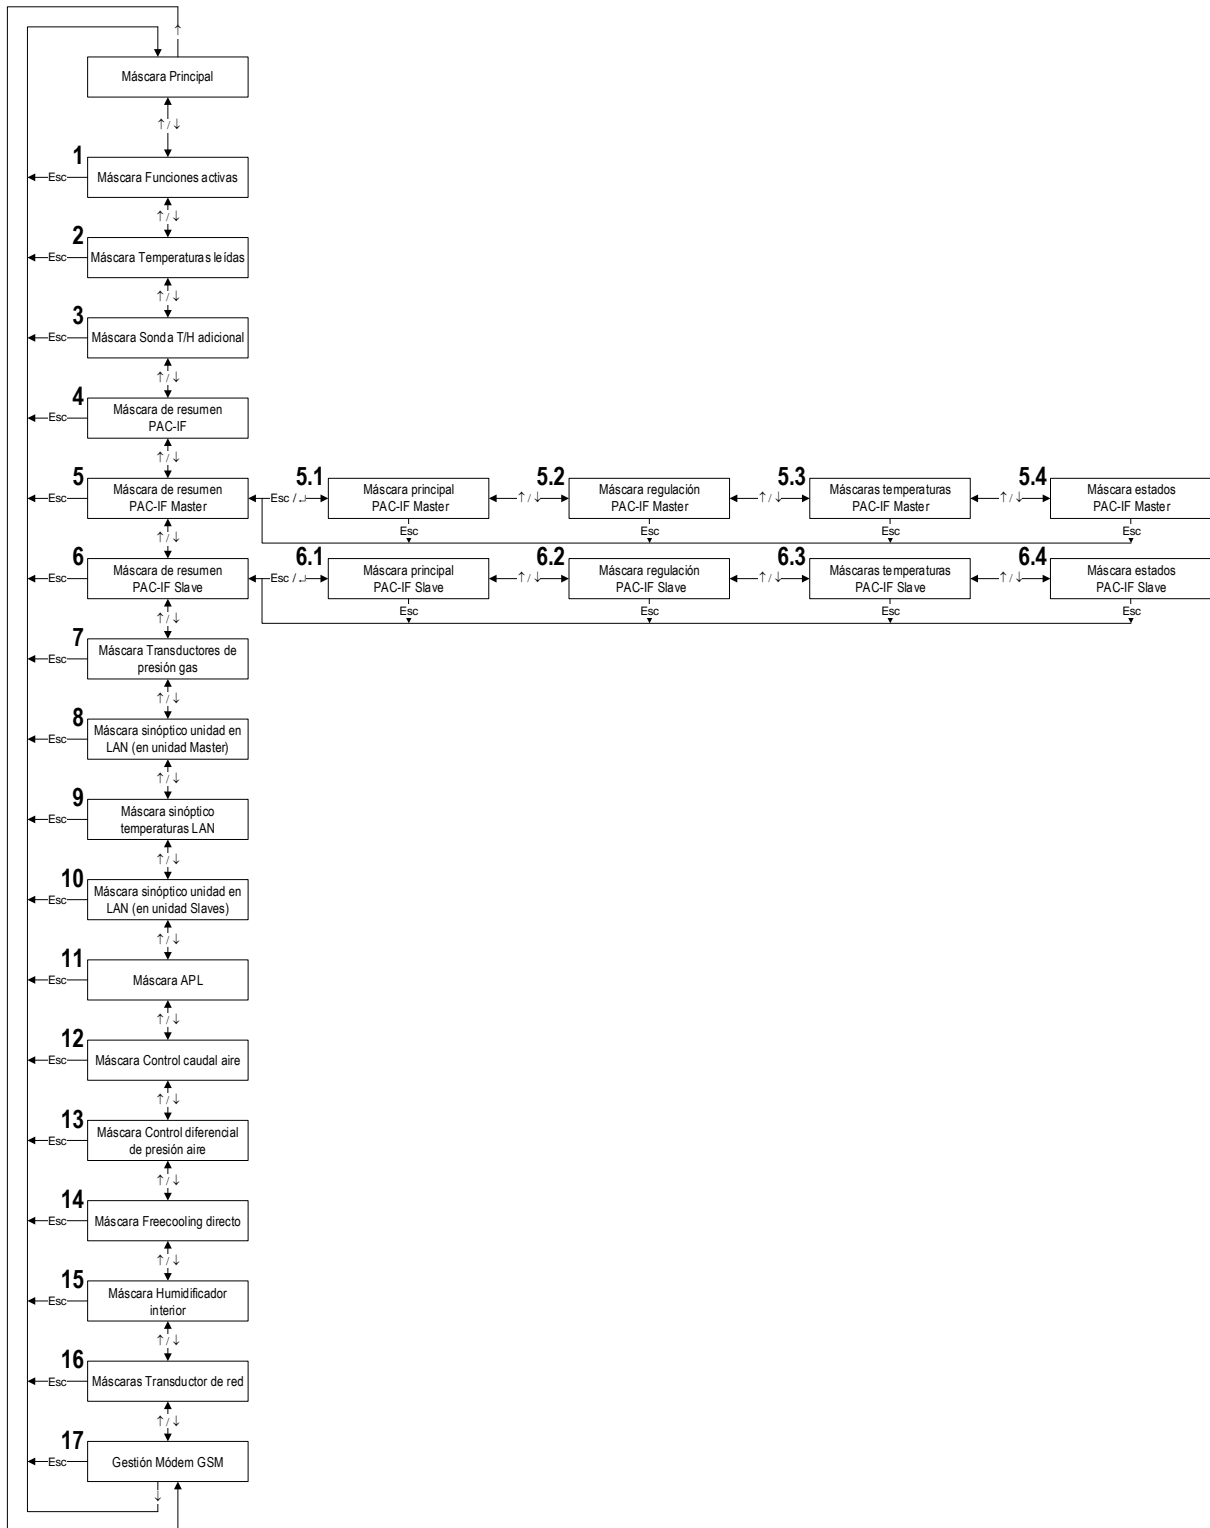 ↑
Máscara Principal
↑ / ↓
1
Esc
Máscara Funciones activas
↑ / ↓
2
Esc
Máscara Temperaturas leídas
↑ / ↓
3
Esc
Máscara Sonda T/H adicional
↑ / ↓
4
Esc
Máscara de resumen
PAC-IF
↑ / ↓
5
Esc
Máscara de resumen
PAC-IF Master
Esc / ↵
5.1
Máscara principal
PAC-IF Master
Esc
↑ / ↓
5.2
Máscara regulación
PAC-IF Master
Esc
↑ / ↓
5.3
Máscaras temperaturas
PAC-IF Master
Esc
↑ / ↓
5.4
Máscara estados
PAC-IF Master
Esc
↑ / ↓
6
Esc
Máscara de resumen
PAC-IF Slave
Esc / ↵
6.1
Máscara principal
PAC-IF Slave
Esc
↑ / ↓
6.2
Máscara regulación
PAC-IF Slave
Esc
↑ / ↓
6.3
Máscaras temperaturas
PAC-IF Slave
Esc
↑ / ↓
6.4
Máscara estados
PAC-IF Slave
Esc
↑ / ↓
7
Esc
Máscara Transductores de
presión gas
↑ / ↓
8
Esc
Máscara sinóptico unidad en
LAN (en unidad Master)
↑ / ↓
9
Esc
Máscara sinóptico
temperaturas LAN
↑ / ↓
10
Esc
Máscara sinóptico unidad en
LAN (en unidad Slaves)
↑ / ↓
11
Esc
Máscara APL
↑ / ↓
12
Esc
Máscara Control caudal aire
↑ / ↓
13
Esc
Máscara Control diferencial
de presión aire
↑ / ↓
14
Esc
Máscara Freecooling directo
↑ / ↓
15
Esc
Máscara Humidificador
interior
↑ / ↓
16
Esc
Máscaras Transductor de red
↑ / ↓
17
Esc
Gestión Módem GSM
↓